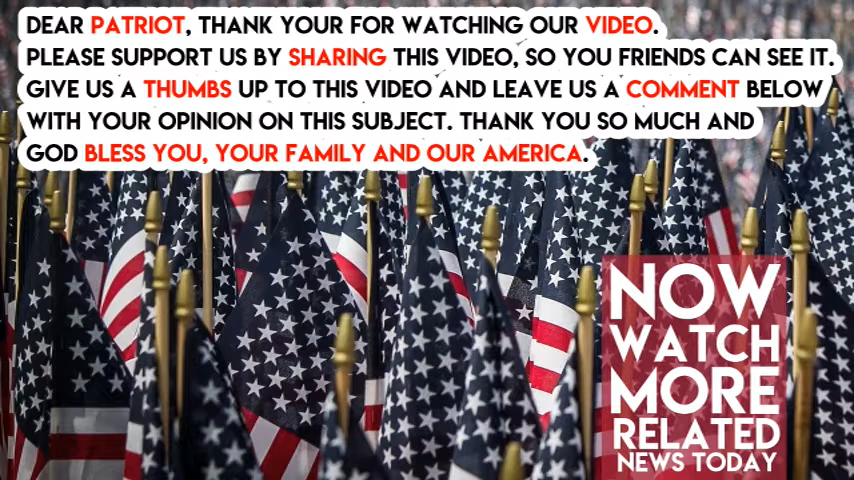 DEAR PATRIOT, THANK YOUR FOR WATCHING OUR VIDEO.
PLEASE SUPPORT US BY SHARING THIS VIDEO, SO YOU FRIENDS CAN SEE IT.
GIVE US A THUMBS UP TO THIS VIDEO AND LEAVE US A COMMENT BELOW
WITH YOUR OPINION ON THIS SUBJECT. THANK YOU SO MUCH AND
GOD BLESS YOU, YOUR FAMILY AND OUR AMERICA.
NOW
WATCH
MORE
RELATED
NEWS TODAY